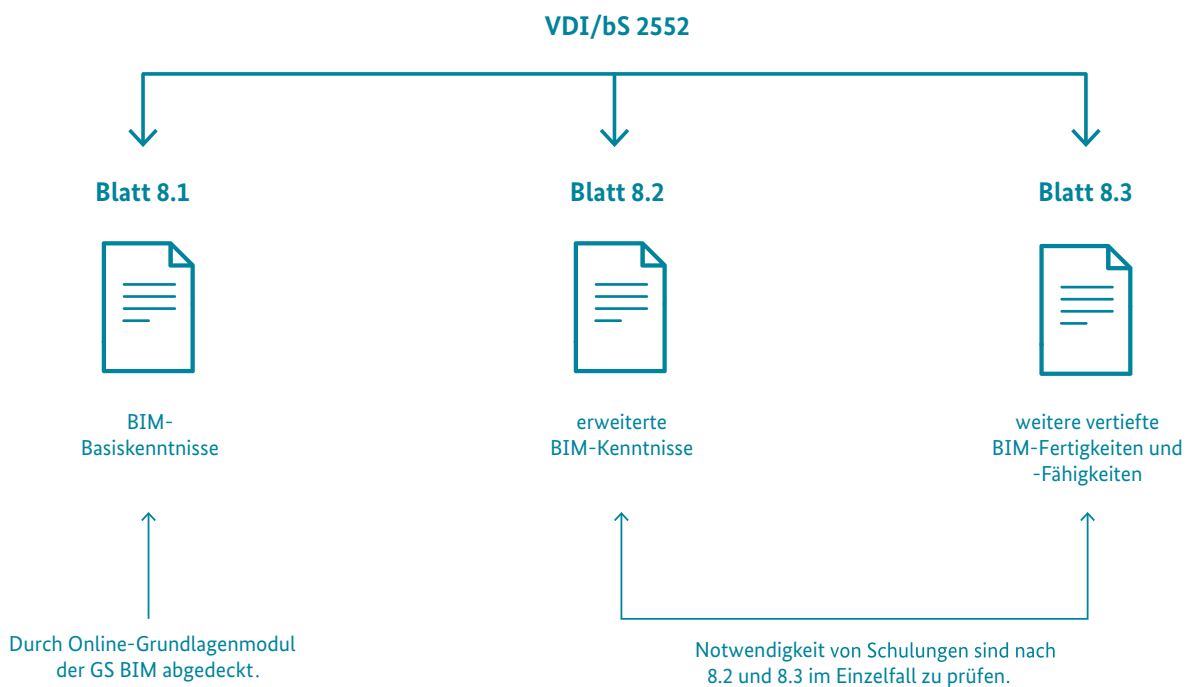 VDI/bS 2552
Blatt 8.1
Blatt 8.2
Blatt 8.3
BIM-
Basiskenntnisse
erweiterte
BIM-Kenntnisse
weitere vertiefte
BIM-Fertigkeiten und
-Fähigkeiten
Durch Online-Grundlagenmodul
der GS BIM abgedeckt.
Notwendigkeit von Schulungen sind nach
8.2 und 8.3 im Einzelfall zu prüfen.